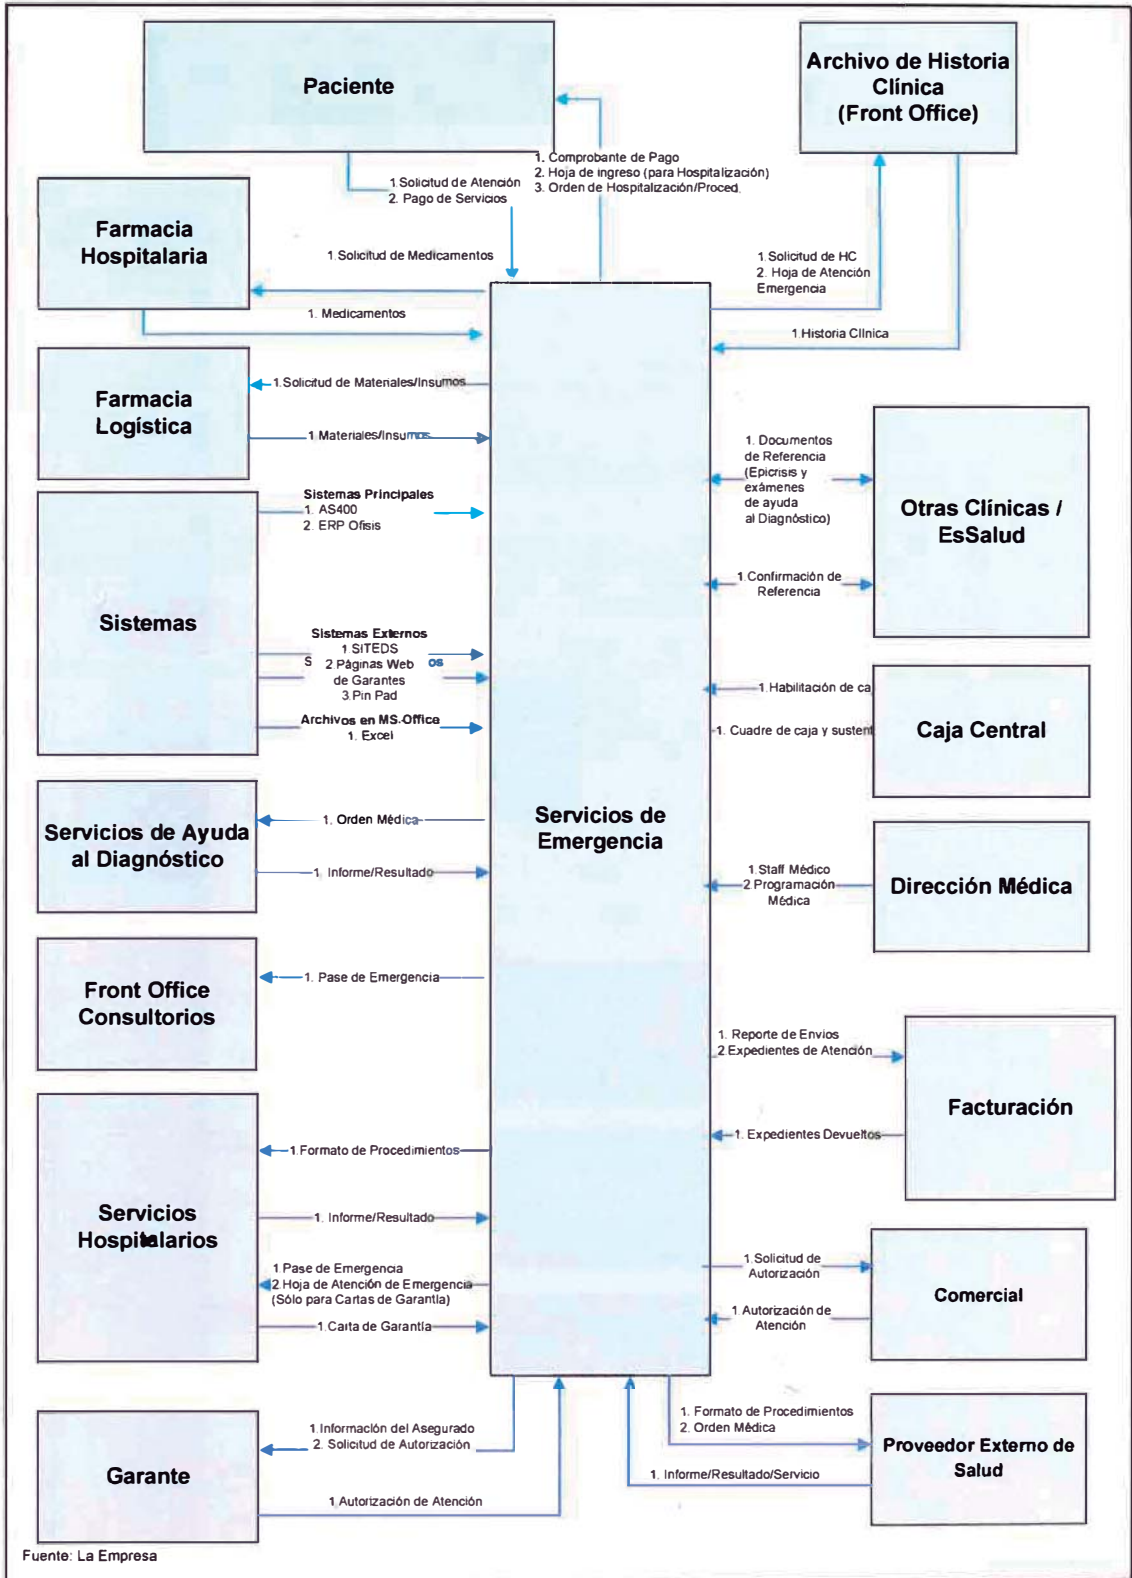 Paciente
Archivo de Historia
Clínica
(Front Office)
1. Comprobante de Pago
2. Hoja de ingreso (para Hospitalización)
3. Orden de Hospitalización/Proced.
1.Solicitud de Atención
2. Pago de Servicios
Farmacia
Hospitalaria
1.Solicitud de Medicamentos
1. Medicamentos
1.Solicitud de HC
2. Hoja de Atención
Emergencia
1.Historia Clínica
Farmacia
Logística
1.Solicitud de Materiales/Insumos
1. Materiales/Insumos
Sistemas
Sistemas Principales
1. AS400
2. ERP Ofisis
Sistemas Externos
1.SITEDS
2.Páginas Web
de Garantes
3.Pin Pad
Archivos en MS-Office
1. Excel
1. Documentos
de Referencia
(Epicrisis y
exámenes
de ayuda
al Diagnóstico)
1.Confirmación de
Referencia
Otras Clínicas /
EsSalud
1.Habilitación de ca
1. Cuadre de caja y sustent
Caja Central
Servicios de
Emergencia
Servicios de Ayuda
al Diagnóstico
1. Orden Médica
1. Informe/Resultado
1.Staff Médico
2.Programación
Médica
Dirección Médica
Front Office
Consultorios
1. Pase de Emergencia
1. Reporte de Envios
2.Expedientes de Atención
1. Expedientes Devueltos
Facturación
Servicios
Hospitalarios
1.Formato de Procedimientos
1. Informe/Resultado
1.Pase de Emergencia
2.Hoja de Atención de Emergencia
(Sólo para Cartas de Garantía)
1.Carta de Garantía
1.Solicitud de
Autorización
1.Autorización de
Atención
Comercial
Garante
1.Información del Asegurado
2. Solicitud de Autorización
1.Autorización de Atención
1. Formato de Procedimientos
2. Orden Médica
1. Informe/Resultado/Servicio
Proveedor Externo de
Salud
Fuente: La Empresa